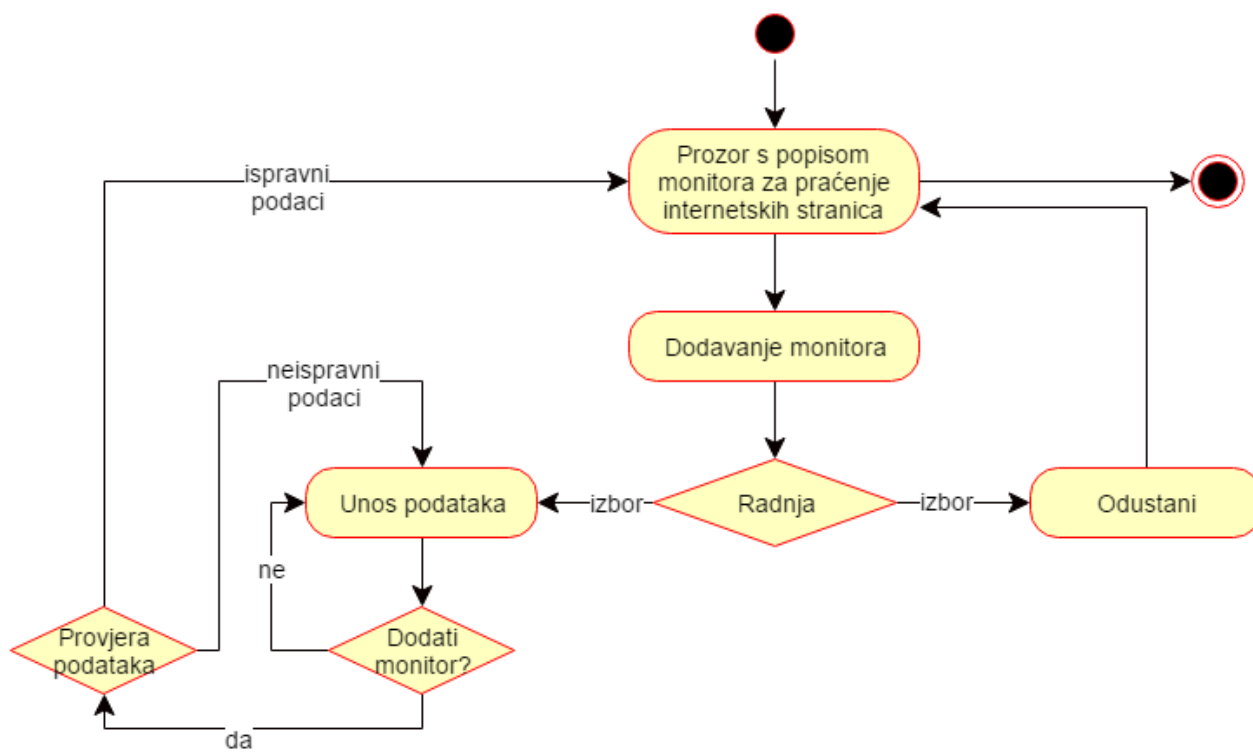 Prozor s popisom
monitora za praćenje
internetskih stranica
ispravni
podaci
Dodavanje monitora
neispravni
podaci
Unos podataka
izbor
Radnja
izbor
Odustani
ne
Provjera
podataka
Dodati
monitor?
da